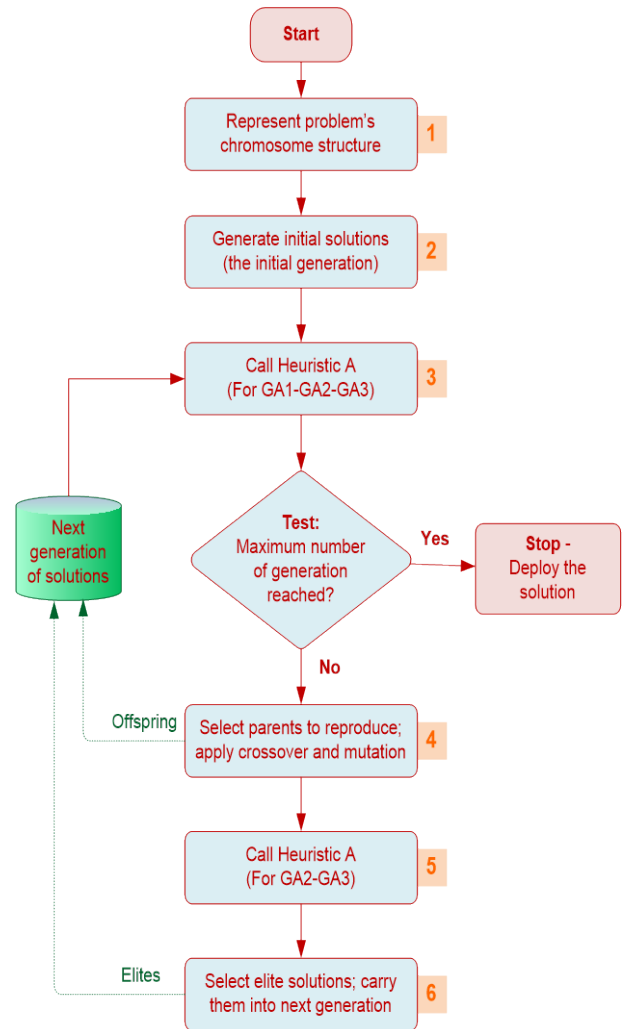 Start
Represent problem's
chromosome structure
1
Generate initial solutions
(the initial generation)
2
Call Heuristic A
(For GA1-GA2-GA3)
3
Next
generation
of solutions
Test:
Maximum number
of generation
reached?
Yes
Stop -
Deploy the
solution
No
Offspring
Select parents to reproduce;
apply crossover and mutation
4
Call Heuristic A
(For GA2-GA3)
5
Elites
Select elite solutions; carry
them into next generation
6